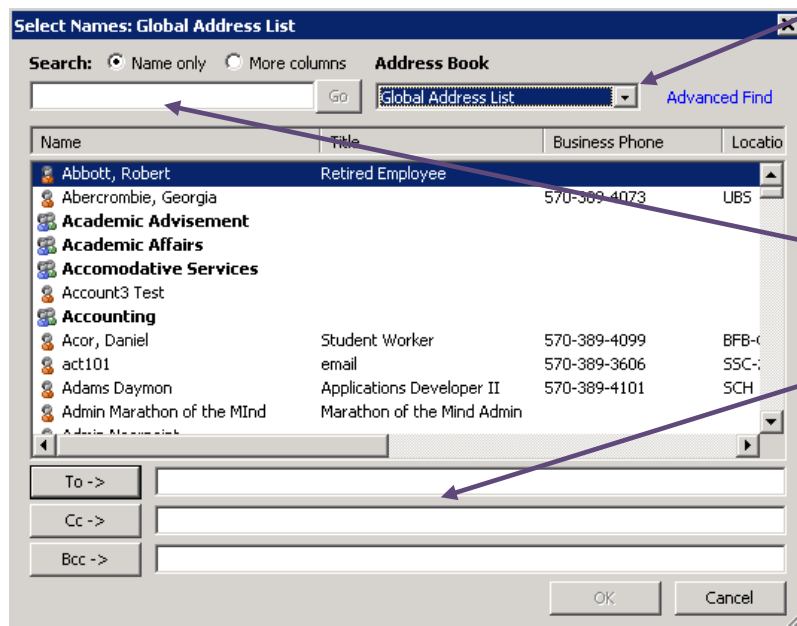 Select Names: Global Address List
Search: Name only More columns Address Book
Go Global Address List Advanced Find
Name Title Business Phone Locatio
Abbott, Robert Retired Employee
Abercrombie, Georgia 570-389-4073 UBS
Academic Advisement
Academic Affairs
Accomodative Services
Account3 Test
Accounting
Acor, Daniel Student Worker 570-389-4099 BFB-
act101 email 570-389-3606 SSC-
Adams Daymon Applications Developer II 570-389-4101 SCH
Admin Marathon of the MInd Marathon of the Mind Admin
To ->
Cc ->
Bcc ->
OK Cancel